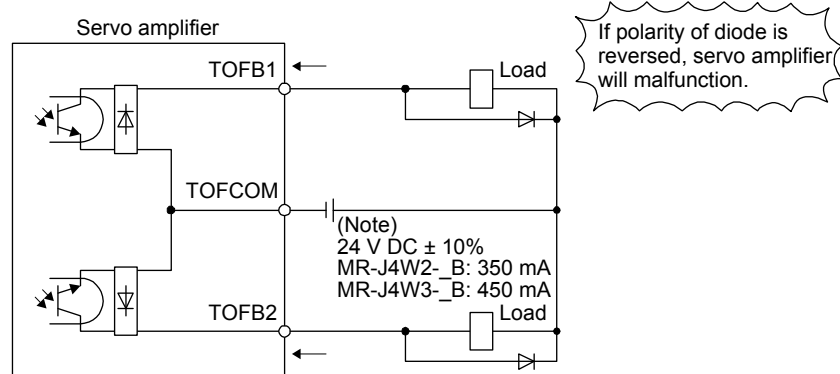 Servo amplifier
If polarity of diode is
reversed, servo amplifier
will malfunction.
TOFB1
Load
TOFCOM
(Note)
24 V DC ± 10%
MR-J4W2-_B: 350 mA
MR-J4W3-_B: 450 mA
TOFB2
Load